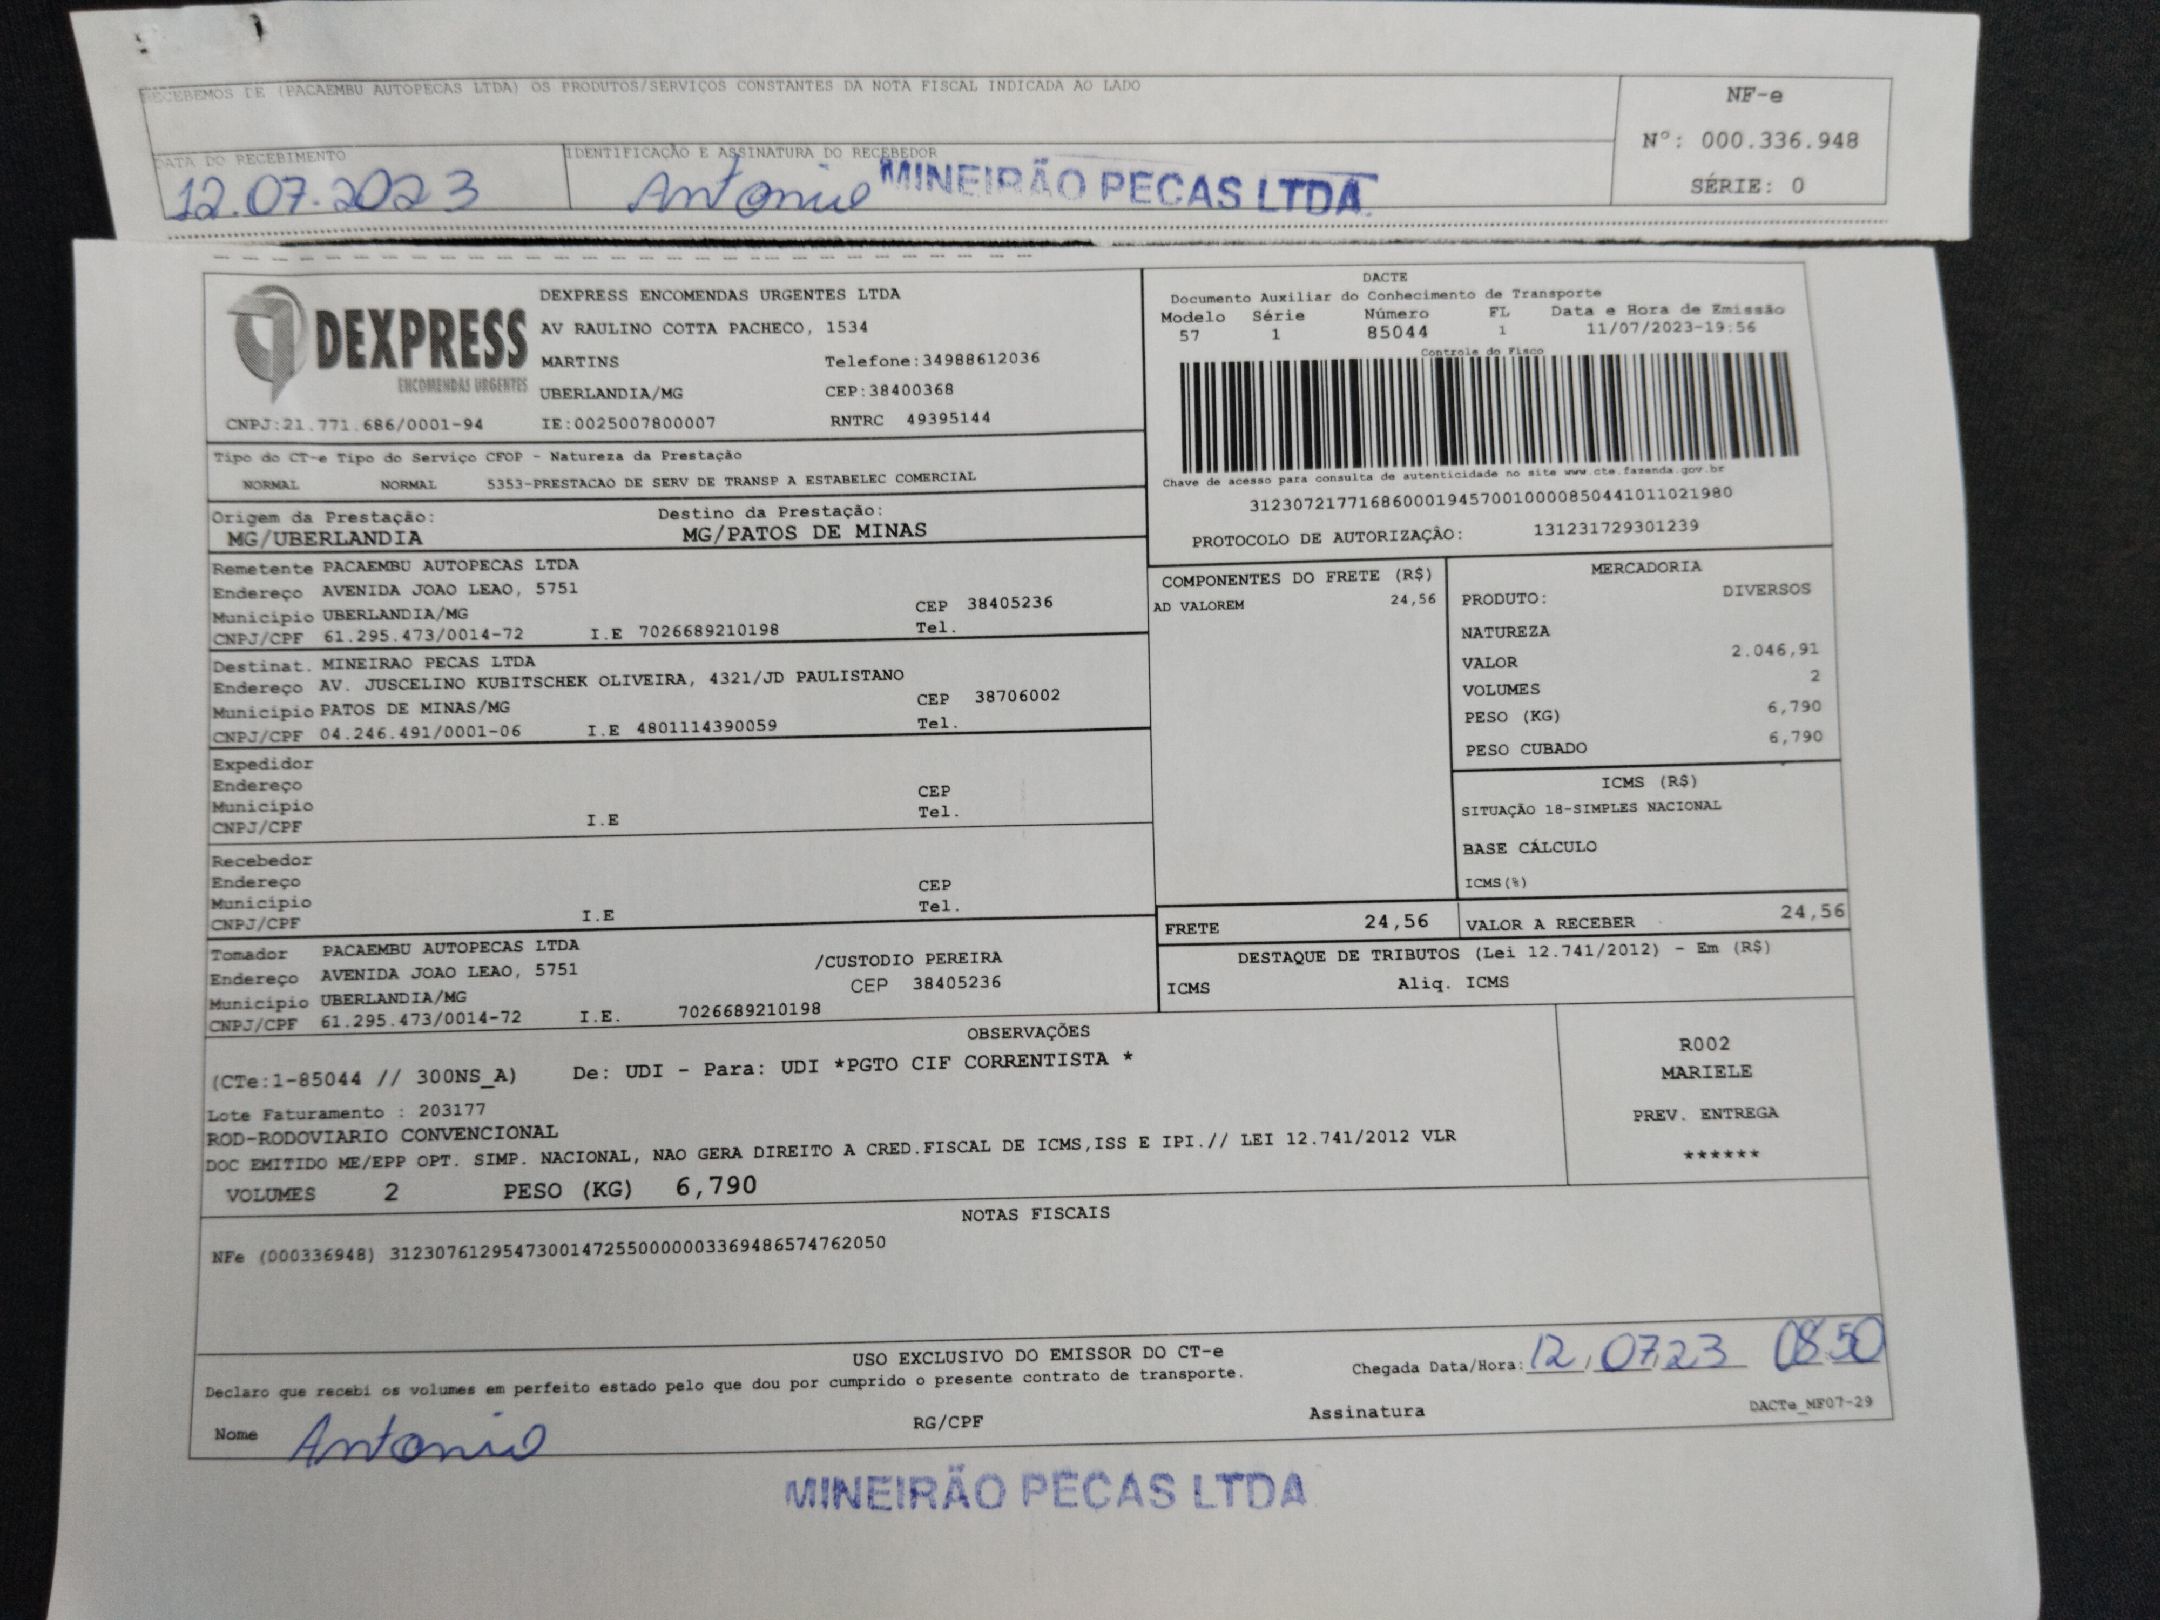 RECEBEMOS DE (PACAEMBU AUTOPECAS LTDA) OS PRODUTOS/SERVIÇOS CONSTANTES DA NOTA FISCAL INDICADA AO LADO
NF-e
Nº: 000.336.948
SÉRIE: 0
DATA DO RECEBIMENTO
12.07.2023
IDENTIFICAÇÃO E ASSINATURA DO RECEBEDOR
Antonio MINEIRÃO PECAS LTDA.
DEXPRESS
ENCOMENDAS URGENTES
CNPJ:21.771.686/0001-94
DEXPRESS ENCOMENDAS URGENTES LTDA
AV RAULINO COTTA PACHECO, 1534
MARTINS Telefone:34988612036
UBERLANDIA/MG CEP:38400368
IE:0025007800007 RNTRC 49395144
DACTE
Documento Auxiliar do Conhecimento de Transporte
Modelo Série Número FL Data e Hora de Emissão
57 1 85044 1 11/07/2023-19:56
Controle do Fisco
Chave de acesso para consulta de autenticidade no site www.cte.fazenda.gov.br
31230721771686000194570010000850441011021980
PROTOCOLO DE AUTORIZAÇÃO: 131231729301239
Tipo do CT-e Tipo do Serviço CFOP - Natureza da Prestação
NORMAL NORMAL 5353-PRESTACAO DE SERV DE TRANSP A ESTABELEC COMERCIAL
Origem da Prestação: Destino da Prestação:
MG/UBERLANDIA MG/PATOS DE MINAS
Remetente PACAEMBU AUTOPECAS LTDA
Endereço AVENIDA JOAO LEAO, 5751
Município UBERLANDIA/MG CEP 38405236
CNPJ/CPF 61.295.473/0014-72 I.E 7026689210198 Tel.
Destinat. MINEIRAO PECAS LTDA
Endereço AV. JUSCELINO KUBITSCHEK OLIVEIRA, 4321/JD PAULISTANO
Município PATOS DE MINAS/MG CEP 38706002
CNPJ/CPF 04.246.491/0001-06 I.E 4801114390059 Tel.
Expedidor
Endereço
Município CEP
CNPJ/CPF I.E Tel.
Recebedor
Endereço
Município CEP
CNPJ/CPF I.E Tel.
Tomador PACAEMBU AUTOPECAS LTDA
Endereço AVENIDA JOAO LEAO, 5751 /CUSTODIO PEREIRA
Município UBERLANDIA/MG CEP 38405236
CNPJ/CPF 61.295.473/0014-72 I.E. 7026689210198
COMPONENTES DO FRETE (R$)
AD VALOREM 24,56
MERCADORIA
PRODUTO: DIVERSOS
NATUREZA
VALOR 2.046,91
VOLUMES 2
PESO (KG) 6,790
PESO CUBADO 6,790
ICMS (R$)
SITUAÇÃO 18-SIMPLES NACIONAL
BASE CÁLCULO
ICMS(%)
FRETE 24,56 VALOR A RECEBER 24,56
DESTAQUE DE TRIBUTOS (Lei 12.741/2012) - Em (R$)
ICMS Aliq. ICMS
OBSERVAÇÕES
(CTe:1-85044 // 300NS_A) De: UDI - Para: UDI *PGTO CIF CORRENTISTA *
Lote Faturamento : 203177
ROD-RODOVIARIO CONVENCIONAL
DOC EMITIDO ME/EPP OPT. SIMP. NACIONAL, NAO GERA DIREITO A CRED.FISCAL DE ICMS,ISS E IPI.// LEI 12.741/2012 VLR
VOLUMES 2 PESO (KG) 6,790
R002
MARIELE
PREV. ENTREGA
******
NOTAS FISCAIS
NFe (000336948) 31230761295473001472550000003369486574762050
USO EXCLUSIVO DO EMISSOR DO CT-e
Chegada Data/Hora: 12/07.23 08:50
Declaro que recebi os volumes em perfeito estado pelo que dou por cumprido o presente contrato de transporte.
Nome Antonio RG/CPF Assinatura
DACTe_MF07-29
MINEIRÃO PECAS LTDA